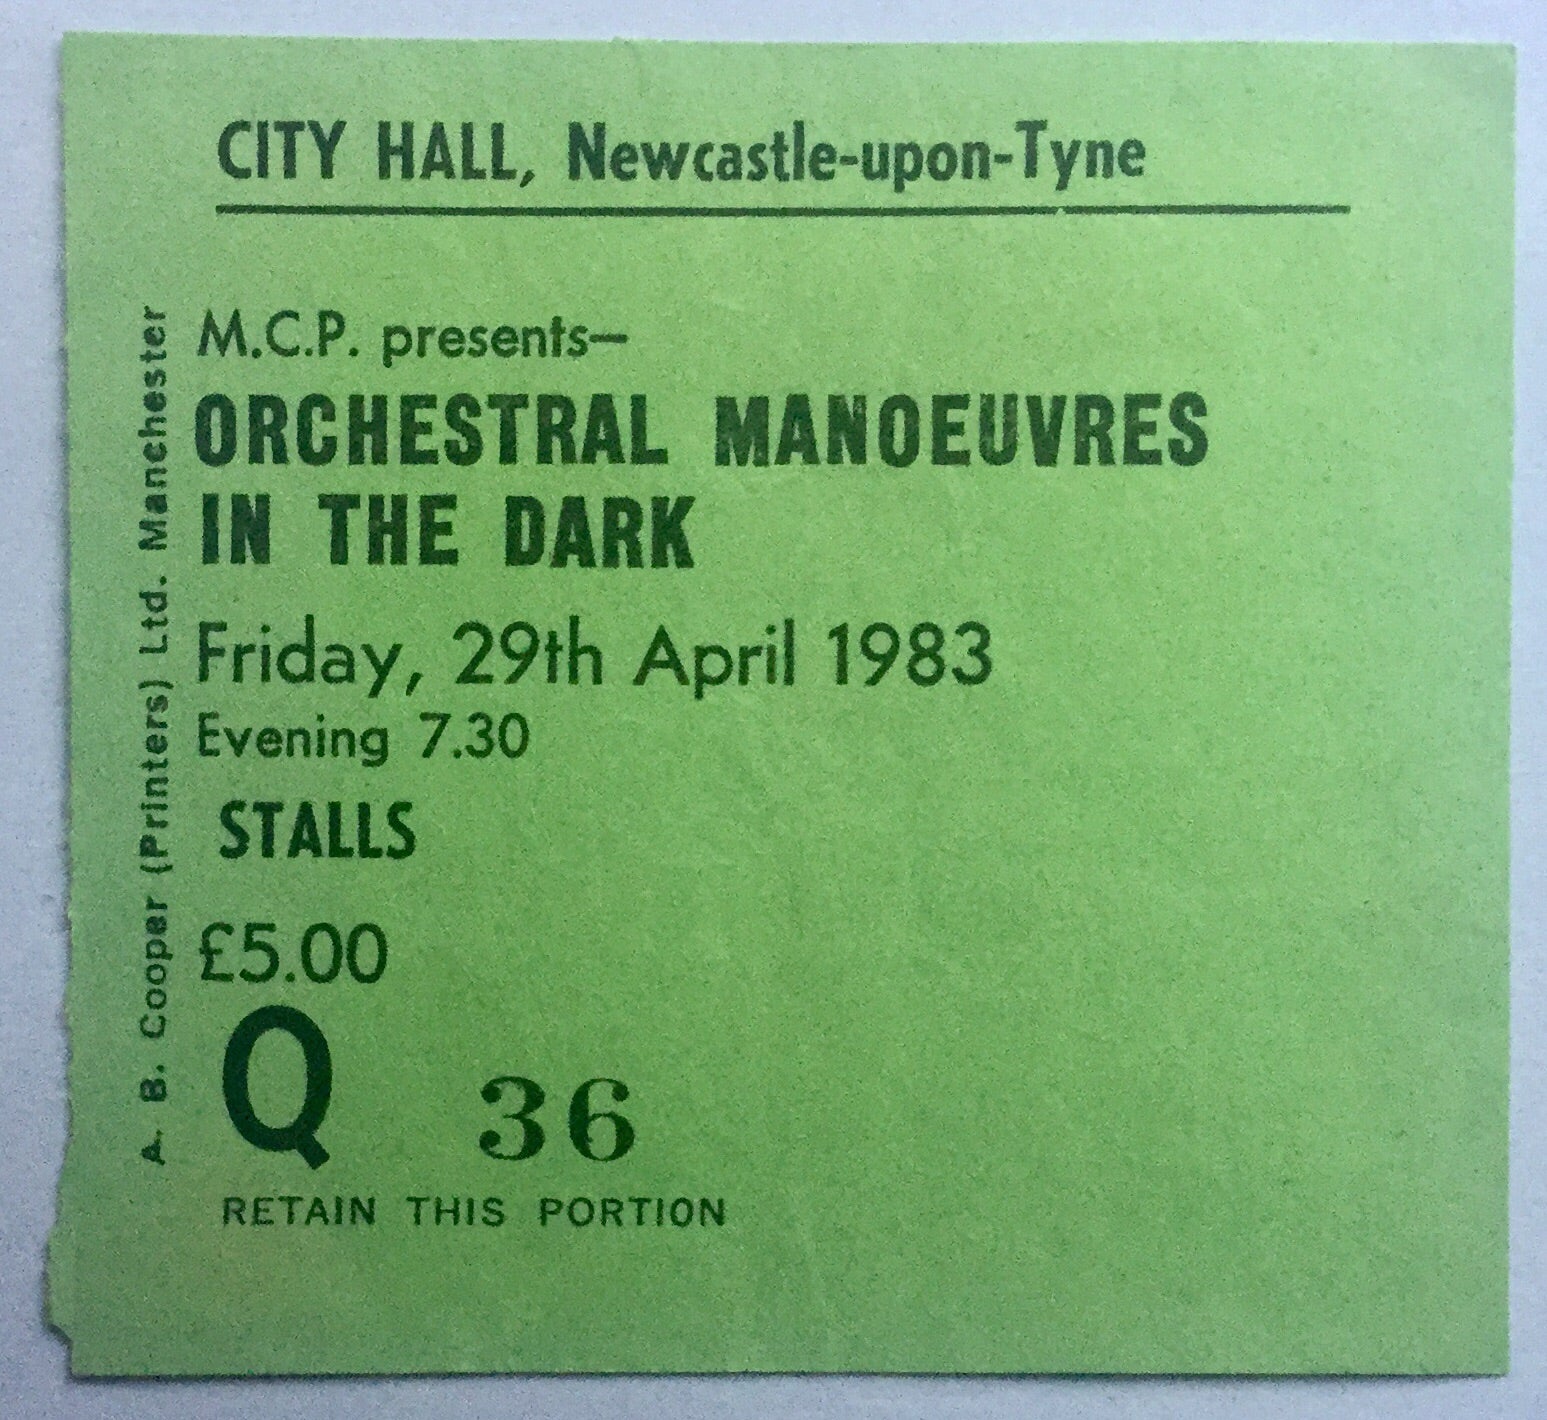 CITY HALL, Newcastle-upon-Tyne
M.C.P. presents—
ORCHESTRAL MANOEUVRES
IN THE DARK
Friday, 29th April 1983
Evening 7.30
STALLS
£5.00
Q 36
RETAIN THIS PORTION
A. B. Cooper (Printers) Ltd. Manchester